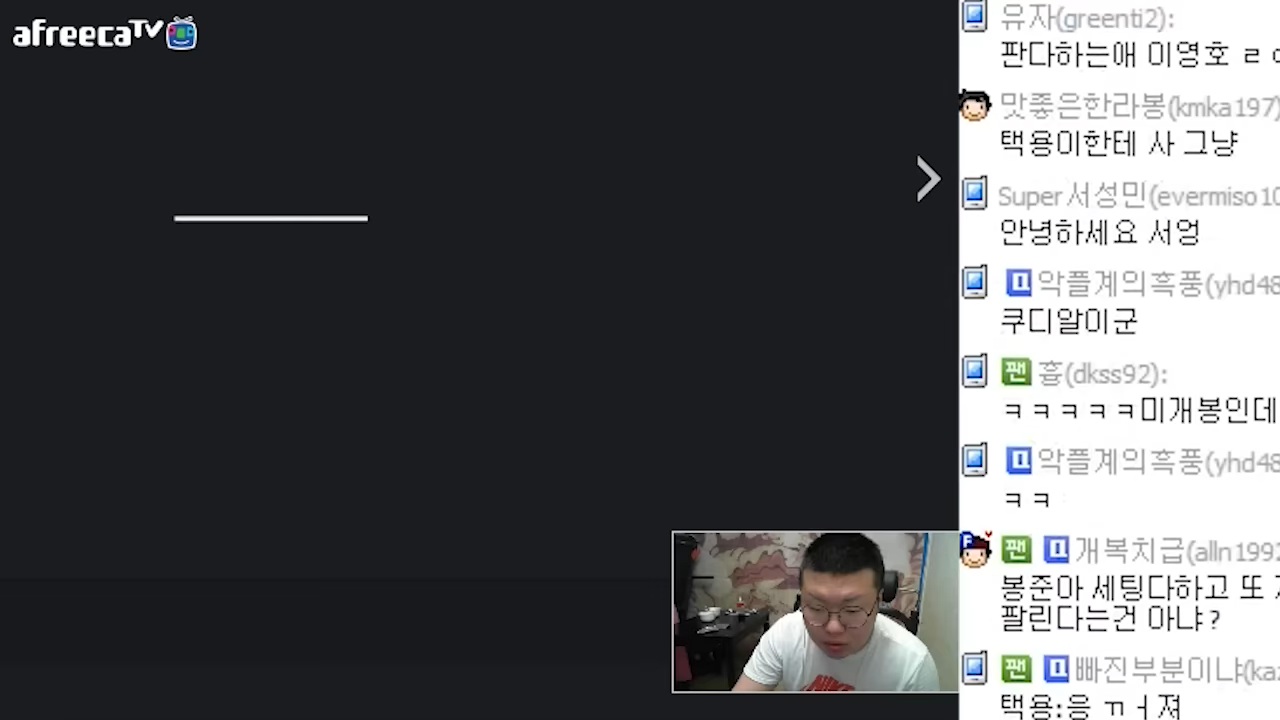 afreecaTV
유자(greenti2):
판다하는애 이영호 ㄹㅇ
맛좋은한라봉(kmka197)
택용이한테 사 그냥
Super서성민(evermiso10
안녕하세요 서엉
악플계의흑풍(yhd48
쿠디알이군
팬 흉(dkss92):
ㅋㅋㅋㅋㅋ미개봉인데
악플계의흑풍(yhd48
ㅋㅋ
팬 개복치급(alln1992
봉준아 세팅다하고 또
팔린다는건 아냐?
팬 빠진부분이냐(kaz
택용:응 ㄲㅓ져